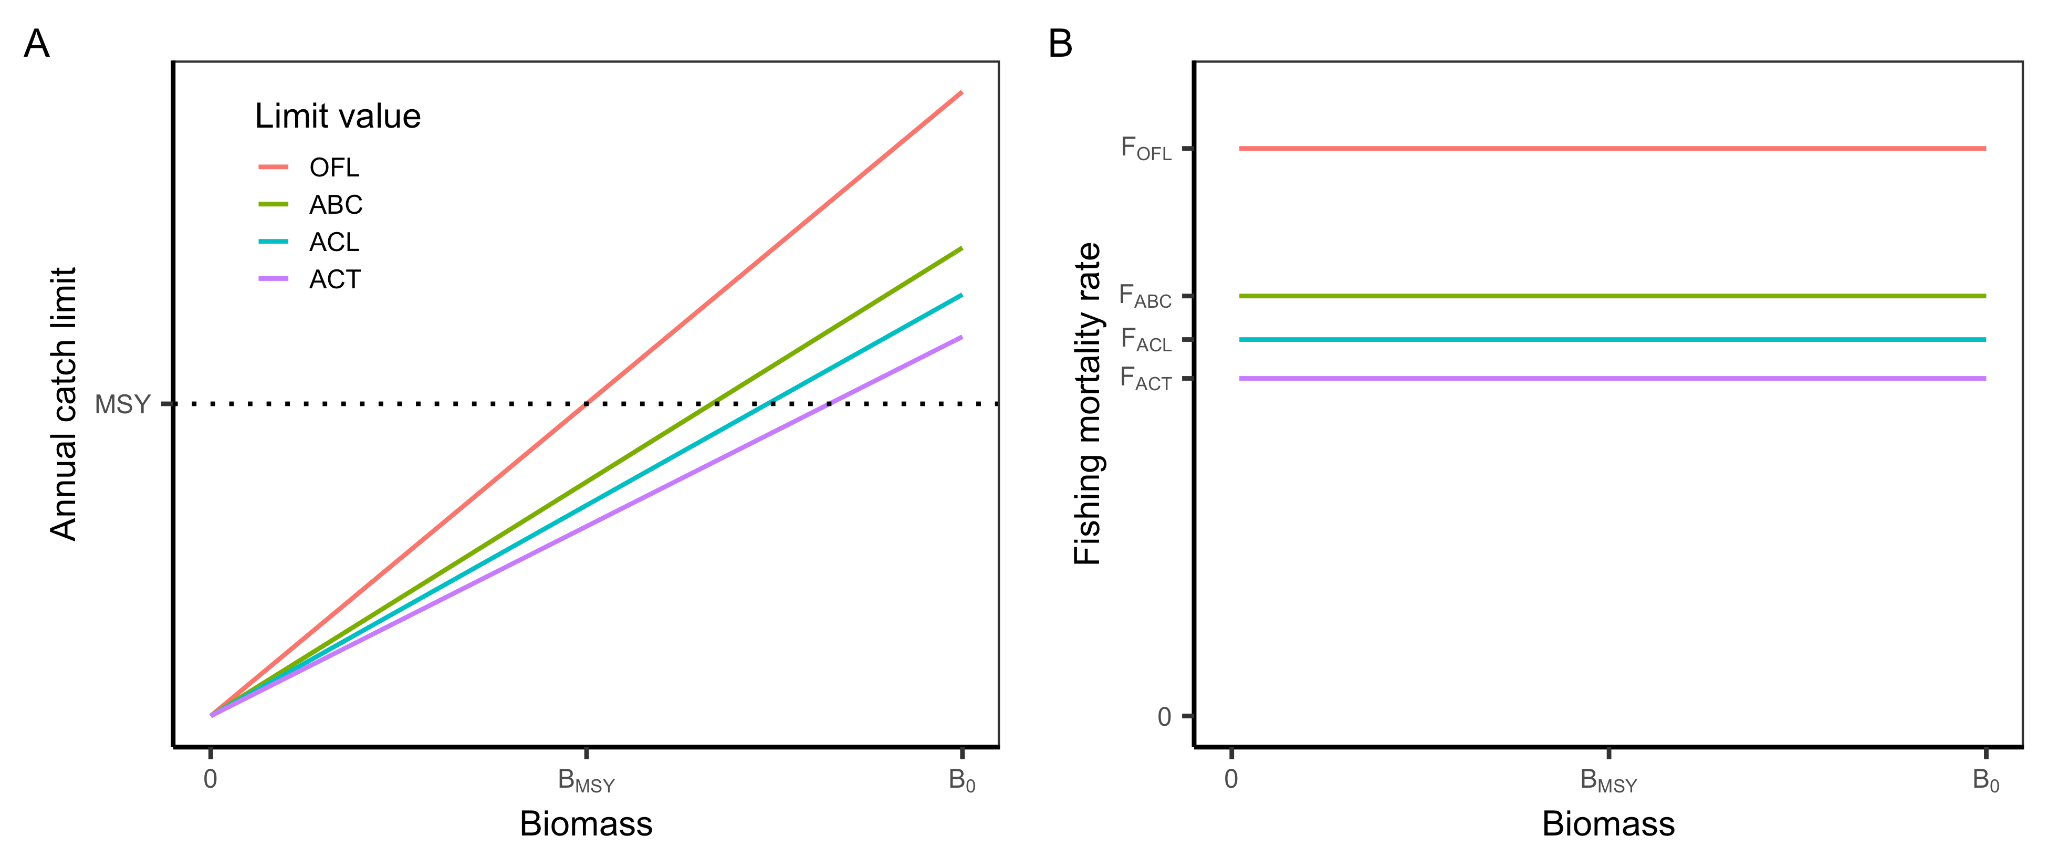 A
Limit value
OFL
ABC
ACL
ACT
Annual catch limit
MSY
0
BMSY
B0
Biomass
B
Fishing mortality rate
FOFL
FABC
FACL
FACT
0
0
BMSY
B0
Biomass